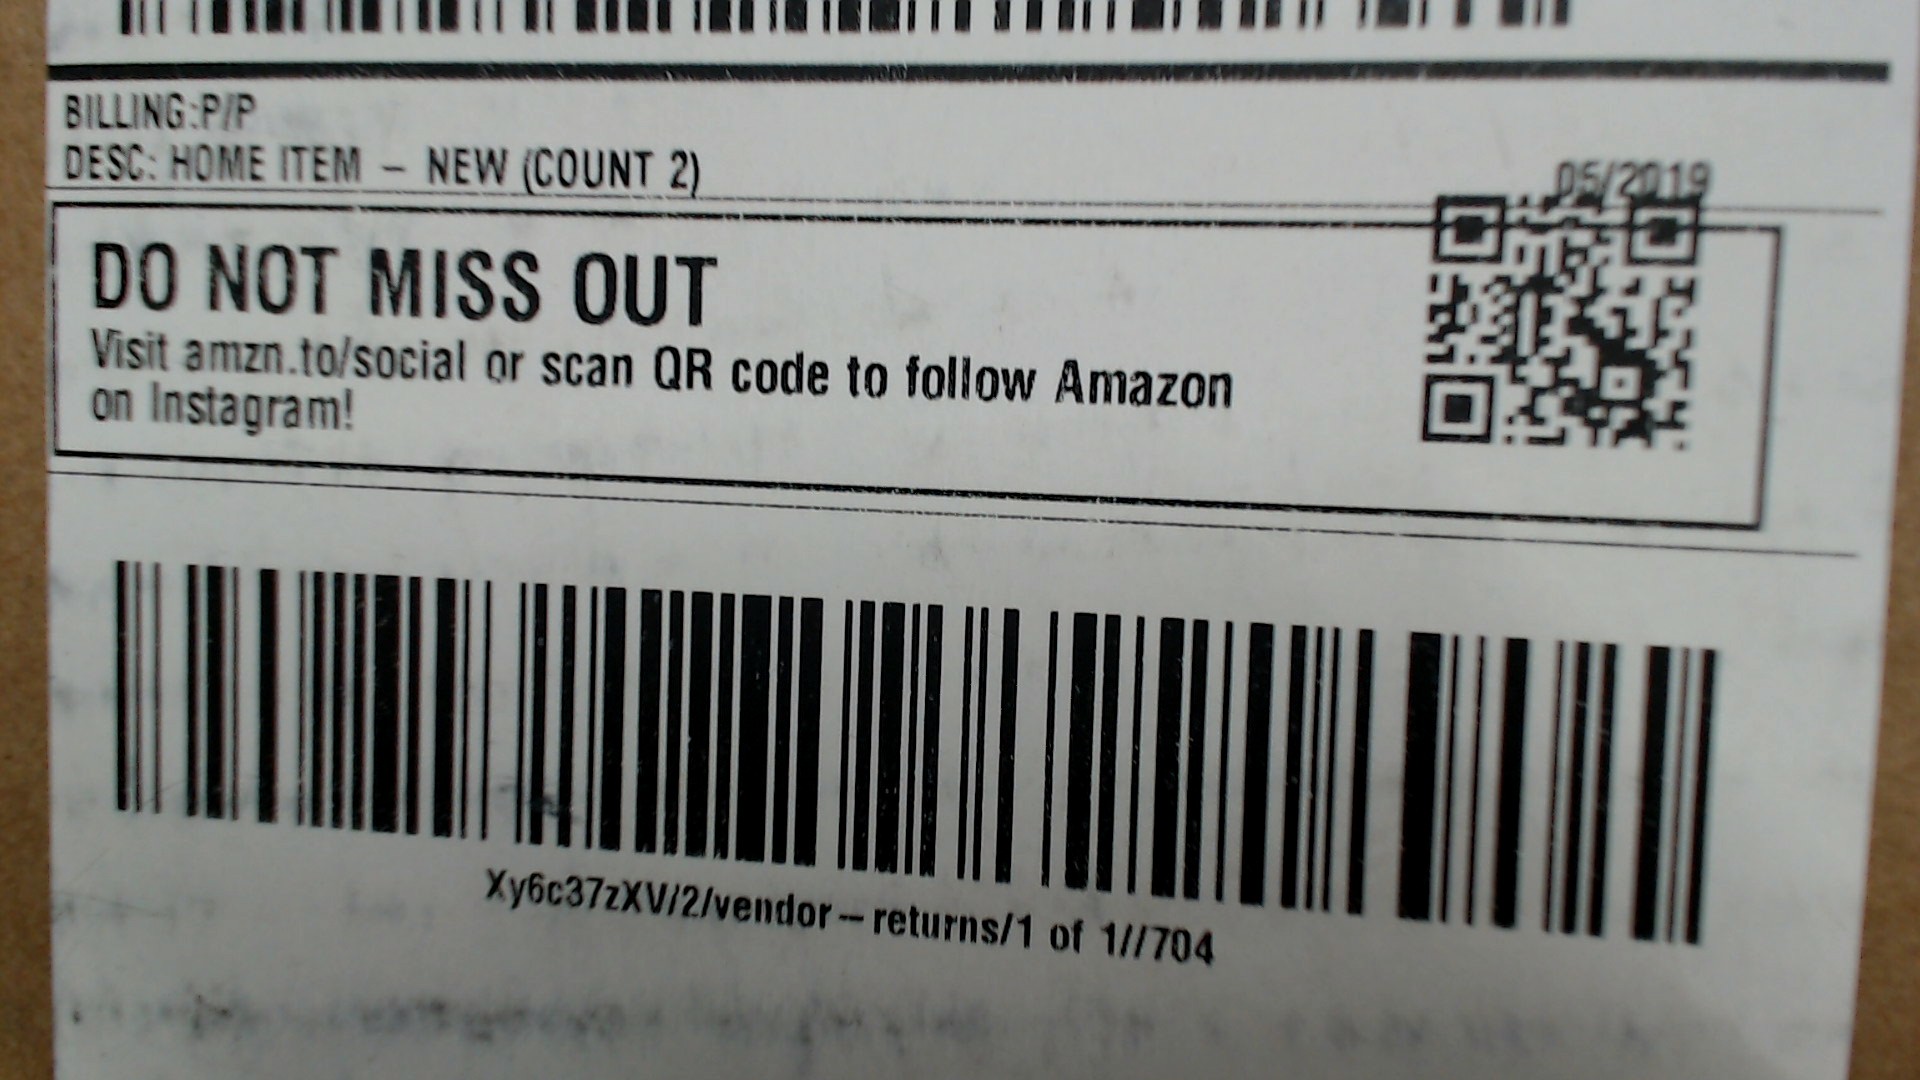 BILLING:P/P
DESC: HOME ITEM – NEW (COUNT 2)
05/2019
DO NOT MISS OUT
Visit amzn.to/social or scan QR code to follow Amazon
on Instagram!
Xy6c37zXV/2/vendor–returns/1 of 1//704